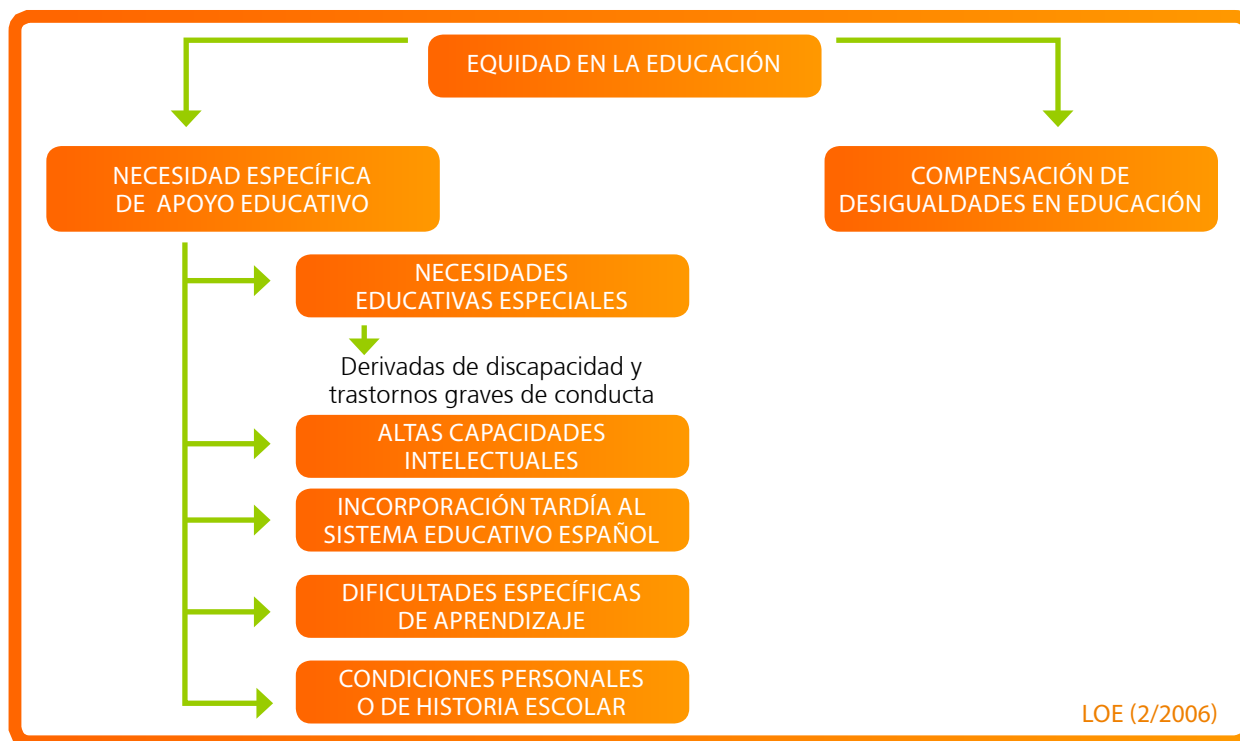 EQUIDAD EN LA EDUCACIÓN
NECESIDAD ESPECÍFICA
DE APOYO EDUCATIVO
COMPENSACIÓN DE
DESIGUALDADES EN EDUCACIÓN
NECESIDADES
EDUCATIVAS ESPECIALES
Derivadas de discapacidad y
trastornos graves de conducta
ALTAS CAPACIDADES
INTELECTUALES
INCORPORACIÓN TARDÍA AL
SISTEMA EDUCATIVO ESPAÑOL
DIFICULTADES ESPECÍFICAS
DE APRENDIZAJE
CONDICIONES PERSONALES
O DE HISTORIA ESCOLAR
LOE (2/2006)